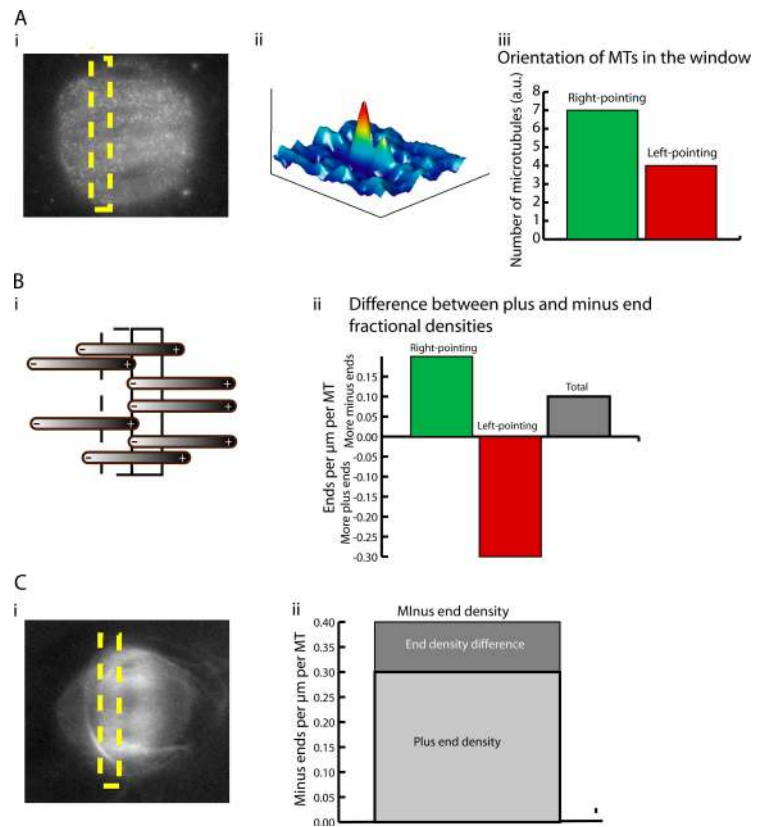 A
i
ii
iii
Orientation of MTs in the window
Number of microtubules (a.u.)
8
7
6
5
4
3
2
1
0
Right-pointing
Left-pointing
B
i
- +
- +
- +
- +
- +
- +
- +
ii
Difference between plus and minus end
fractional densities
Ends per µm per MT
More plus ends More minus ends
0.15
0.10
0.05
0.00
-0.05
-0.10
-0.15
-0.20
-0.25
-0.30
Right-pointing
Left-pointing
Total
C
i
ii
MInus end density
Minus ends per µm per MT
0.40
0.35
0.30
0.25
0.20
0.15
0.10
0.05
0.00
End density difference
Plus end density